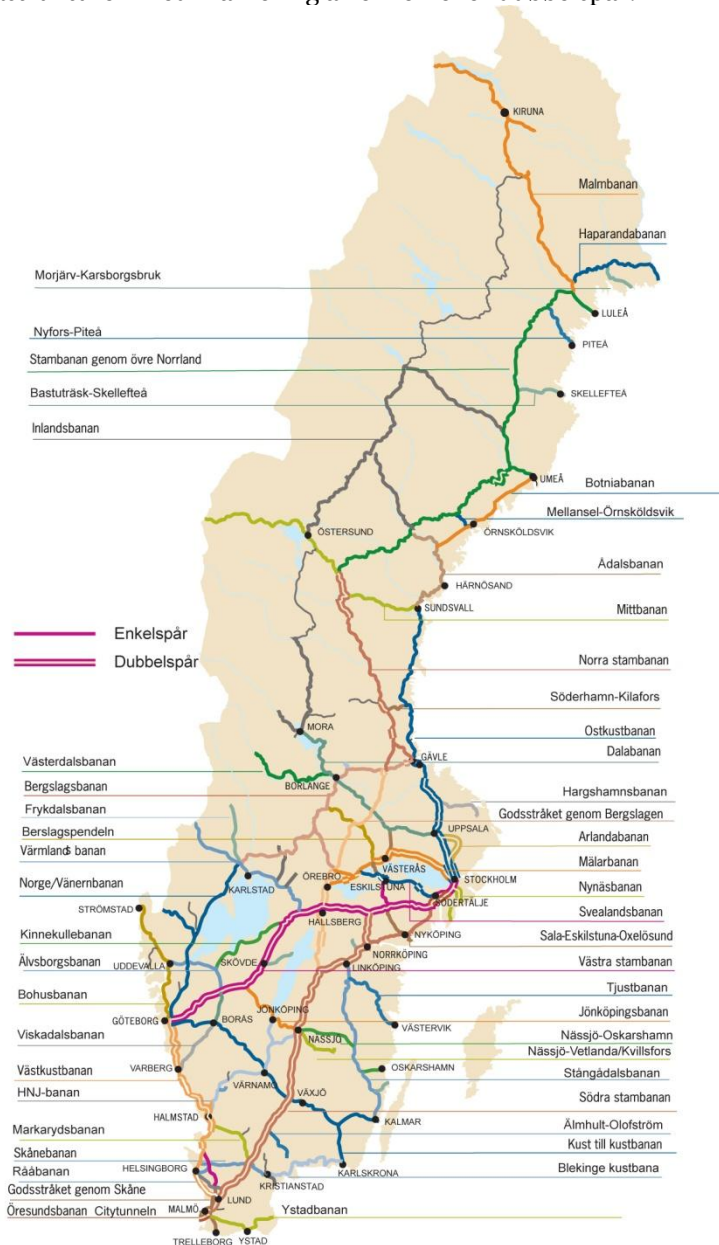 KIRUNA
Malmbanan
Haparandabanan
Morjärv-Karsborgsbruk
LULEÅ
Nyfors-Piteå
PITEÅ
Stambanan genom övre Norrland
Bastuträsk-Skellefteå
SKELLEFTEÅ
Inlandsbanan
UMEÅ
Botniabanan
Mellansel-Örnsköldsvik
ÖSTERSUND
ÖRNSKÖLDSVIK
Ådalsbanan
HÄRNÖSAND
SUNDSVALL
Mittbanan
Enkelspår
Dubbelspår
Norra stambanan
Söderhamn-Kilafors
MORA
Ostkustbanan
GÄVLE
Dalabanan
Västerdalsbanan
BORLÄNGE
Bergslagsbanan
Hargshamnsbanan
Frykdalsbanan
Godsstråket genom Bergslagen
Berslagspendeln
UPPSALA
Arlandabanan
Värmlands banan
VÄSTERÅS
Mälarbanan
Norge/Vänernbanan
KARLSTAD
ÖREBRO
ESKILSTUNA
STOCKHOLM
Nynäsbanan
SÖDERTÄLJE
STRÖMSTAD
HALLSBERG
Svealandsbanan
Kinnekullebanan
NYKÖPING
Sala-Eskilstuna-Oxelösund
NORRKÖPING
Älvsborgsbanan
UDDEVALLA
SKÖVDE
LINKÖPING
Västra stambanan
Tjustbanan
Bohusbanan
JÖNKÖPING
Jönköpingsbanan
GÖTEBORG
BORÅS
VÄSTERVIK
Viskadalsbanan
NÄSSJÖ
Nässjö-Oskarshamn
Nässjö-Vetlanda/Kvillsfors
Västkustbanan
VARBERG
OSKARSHAMN
Stångådalsbanan
HNJ-banan
VÄRNAMO
VÄXJÖ
Södra stambanan
HALMSTAD
KALMAR
Markarydsbanan
Älmhult-Olofström
Kust till kustbanan
Skånebanan
HELSINGBORG
KARLSKRONA
Blekinge kustbana
Rååbanan
KRISTIANSTAD
Godsstråket genom Skåne
LUND
Öresundsbanan Citytunneln
MALMÖ
Ystadbanan
TRELLEBORG
YSTAD